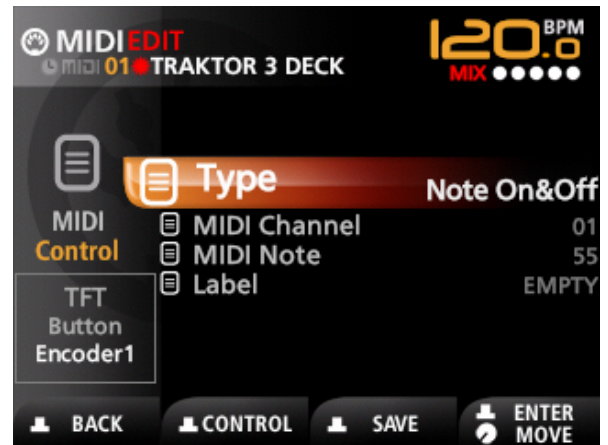 MIDI EDIT
midi 01 TRAKTOR 3 DECK
120.0 BPM
MIX
Type
Note On&Off
MIDI Channel 01
MIDI Note 55
Label EMPTY
MIDI
Control
TFT
Button
Encoder1
BACK
CONTROL
SAVE
ENTER
MOVE